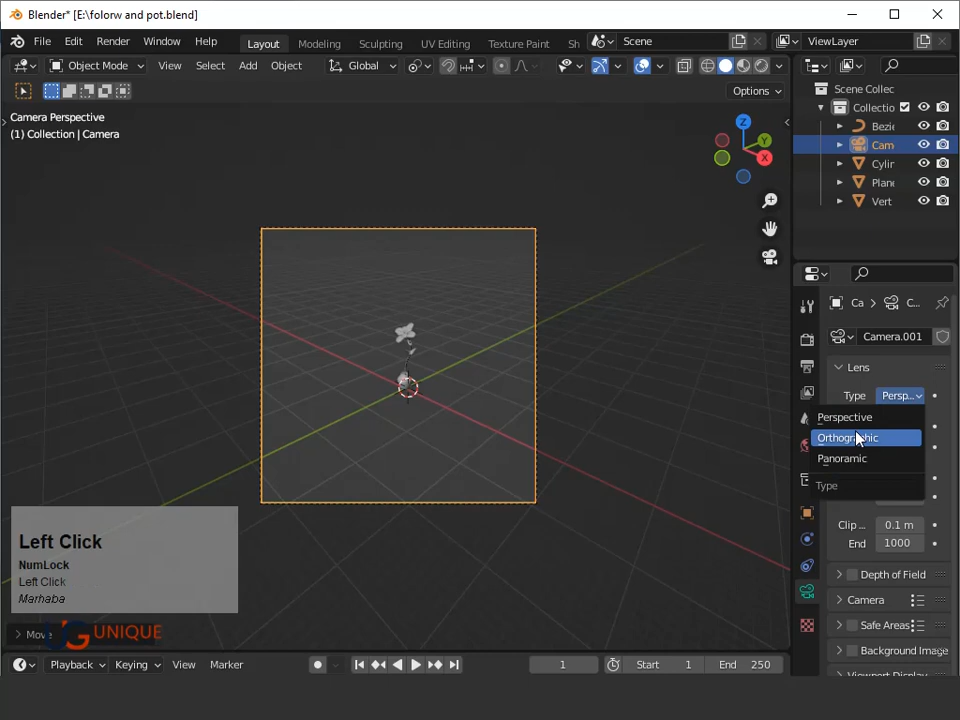 Blender* [E:\folorw and pot.blend]
File Edit Render Window Help Layout Modeling Sculpting UV Editing Texture Paint Sh Scene ViewLayer
Object Mode View Select Add Object Global
Options
Camera Perspective
(1) Collection | Camera
Z
Y
X
Scene Collec
Collectio
Bezie
Cam
Cylin
Plane
Vert
Ca > C...
Camera.001
Lens
Type Persp...
Perspective
Orthographic
Panoramic
Type
Clip ... 0.1 m
End 1000
Depth of Field
Camera
Safe Areas
Background Image
Viewport Display
Left Click
NumLock
Left Click
Marhaba
Move
UNIQUE
Playback Keying View Marker 1 Start 1 End 250